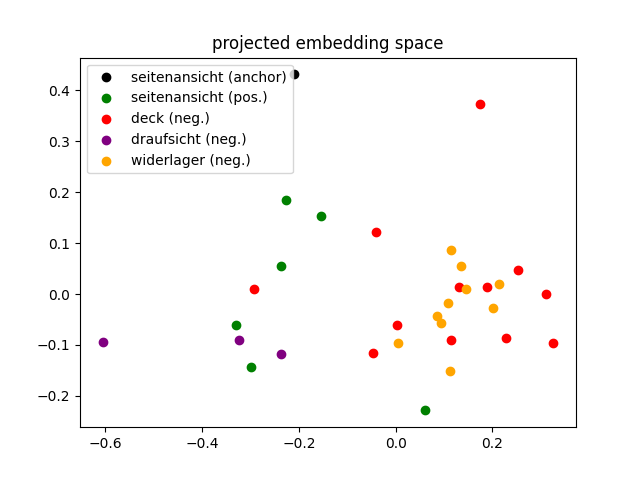 projected embedding space
seitenansicht (anchor)
seitenansicht (pos.)
deck (neg.)
draufsicht (neg.)
widerlager (neg.)
0.4
0.3
0.2
0.1
0.0
−0.1
−0.2
−0.6 −0.4 −0.2 0.0 0.2